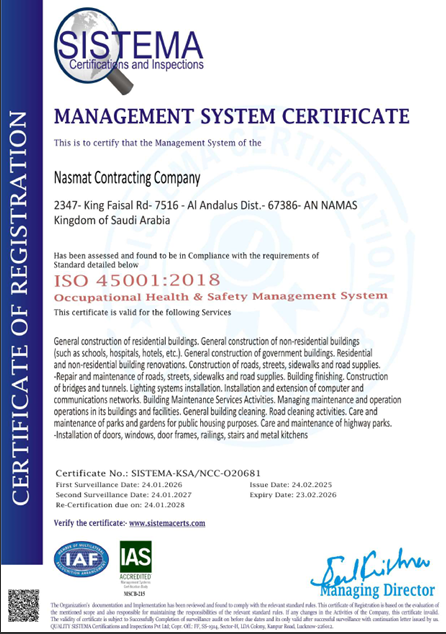 SISTEMA
Certifications and Inspections
CERTIFICATE OF REGISTRATION
MANAGEMENT SYSTEM CERTIFICATE
This is to certify that the Management System of the
Nasmat Contracting Company
2347- King Faisal Rd- 7516 - Al Andalus Dist.- 67386- AN NAMAS
Kingdom of Saudi Arabia
Has been assessed and found to be in Compliance with the requirements of
Standard detailed below
ISO 45001:2018
Occupational Health & Safety Management System
This certificate is valid for the following Services
General construction of residential buildings. General construction of non-residential buildings
(such as schools, hospitals, hotels, etc.). General construction of government buildings. Residential
and non-residential building renovations. Construction of roads, streets, sidewalks and road supplies.
-Repair and maintenance of roads, streets, sidewalks and road supplies. Building finishing. Construction
of bridges and tunnels. Lighting systems installation. Installation and extension of computer and
communications networks. Building Maintenance Services Activities. Managing maintenance and operation
operations in its buildings and facilities. General building cleaning. Road cleaning activities. Care and
maintenance of parks and gardens for public housing purposes. Care and maintenance of highway parks.
-Installation of doors, windows, door frames, railings, stairs and metal kitchens
Certificate No.: SISTEMA-KSA/NCC-O20681
First Surveillance Date: 24.01.2026 Issue Date: 24.02.2025
Second Surveillance Date: 24.01.2027 Expiry Date: 23.02.2026
Re-Certification due on: 24.01.2028
Verify the certificate:- www.sistemacerts.com
IAF
IAS
ACCREDITED
MSCB-215
Managing Director
The Organization's documentation and Implementation has been reviewed and found to comply with the relevant standard rules. This certificate of Registration is based on the evaluation of
the mentioned scope and also responsible for maintaining the responsibilities of the relevant standard rules. If any changes in the Activities of the Company, this certificate invalid.
The validity of certificate is subject to Successfully Completion of surveillance audit on before due dates and its only valid after successful surveillance with continuation letter issued by us.
QUALITY SISTEMA Certifications and Inspections Pvt Ltd,